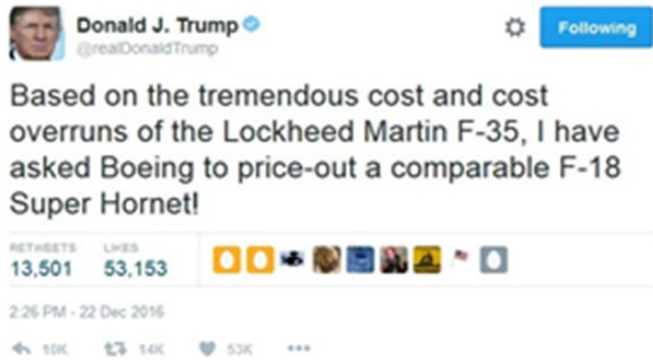 Donald J. Trump
Following
@realDonaldTrump
Based on the tremendous cost and cost
overruns of the Lockheed Martin F-35, I have
asked Boeing to price-out a comparable F-18
Super Hornet!
RETWEETS LIKES
13,501 53,153
2:26 PM - 22 Dec 2016
10K 14K 53K